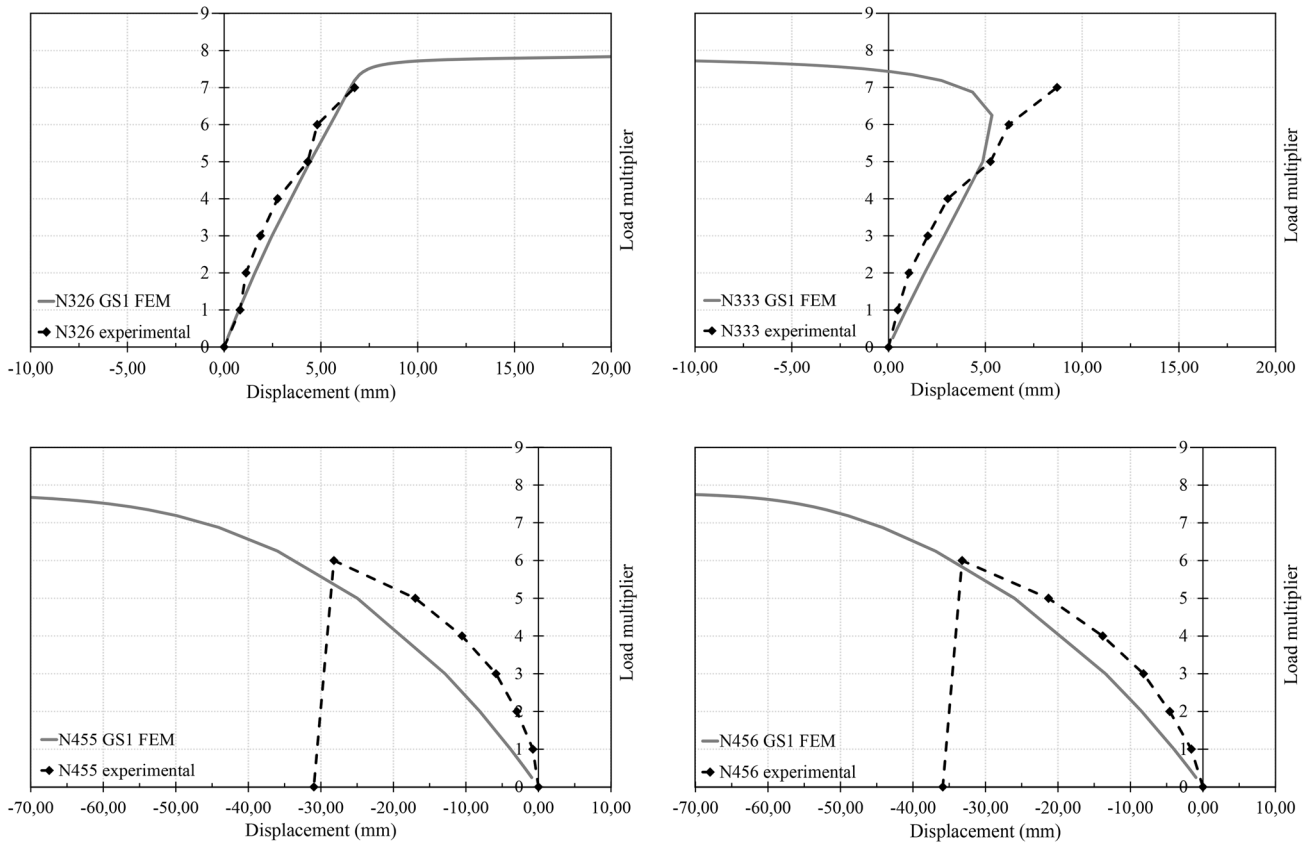 9
8
7
6
5
4
3
2
1
0
Load multiplier
N326 GS1 FEM
N326 experimental
-10,00 -5,00 0,00 5,00 10,00 15,00 20,00
Displacement (mm)
9
8
7
6
5
4
3
2
1
0
Load multiplier
N333 GS1 FEM
N333 experimental
-10,00 -5,00 0,00 5,00 10,00 15,00 20,00
Displacement (mm)
9
8
7
6
5
4
3
2
1
0
Load multiplier
N455 GS1 FEM
N455 experimental
-70,00 -60,00 -50,00 -40,00 -30,00 -20,00 -10,00 0,00 10,00
Displacement (mm)
9
8
7
6
5
4
3
2
1
0
Load multiplier
N456 GS1 FEM
N456 experimental
-70,00 -60,00 -50,00 -40,00 -30,00 -20,00 -10,00 0,00 10,00
Displacement (mm)